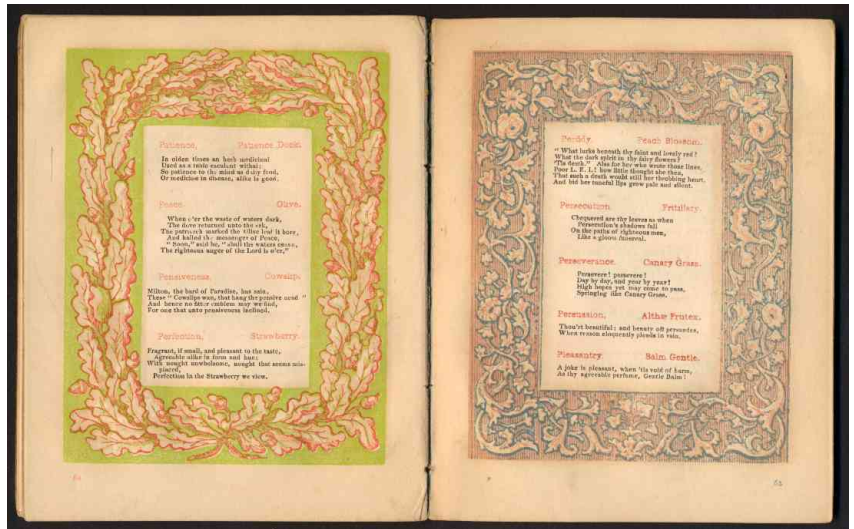 Patience, Patience Dock.
In olden times an herb medicinal
Used as a table esculent withal;
So patience to the mind as daily food,
Or medicine in disease, alike is good.
Peace. Olive.
When o'er the waste of waters dark,
The dove returned unto the ark,
The patriarch marked the Olive leaf it bore,
And hailed the messenger of Peace,
"Soon," said he, "shall the waters cease,
The righteous anger of the Lord is o'er."
Pensiveness, Cowslip.
Milton, the bard of Paradise, has sain,
These "Cowslips wan, that hang the pensive head"
And hence no fitter emblem may we find,
For one that unto pensiveness inclined.
Perfection, Strawberry.
Fragrant, if small, and pleasant to the taste,
Agreeable alike in form and hue;
With nought unwholesome, nought that seems mis-
placed,
Perfection in the Strawberry we view.
Perfidy. Peach Blossom.
"What lurks beneath thy faint and lovely red?
What the dark spirit in thy fairy flowers?
'Tis death." Alas for her who wrote those lines,
Poor L. E. L! how little thought she then,
That such a death would still her throbbing heart,
And bid her tuneful lips grow pale and silent.
Persecution. Fritillary.
Chequered are thy leaves as when
Persecution's shadows fall
On the paths of righteous men,
Like a gloom funereal.
Perseverance. Canary Grass.
Persevere! persevere!
Day by day, and year by year!
High hopes yet may come to pass,
Springing like Canary Grass.
Persuasion, Althæ Frutex.
Thou'rt beautiful; and beauty oft persuades,
When reason eloquently pleads in vain.
Pleasantry Balm Gentle.
A joke is pleasant, when 'tis void of harm,
As thy agreeable perfume, Gentle Balm!